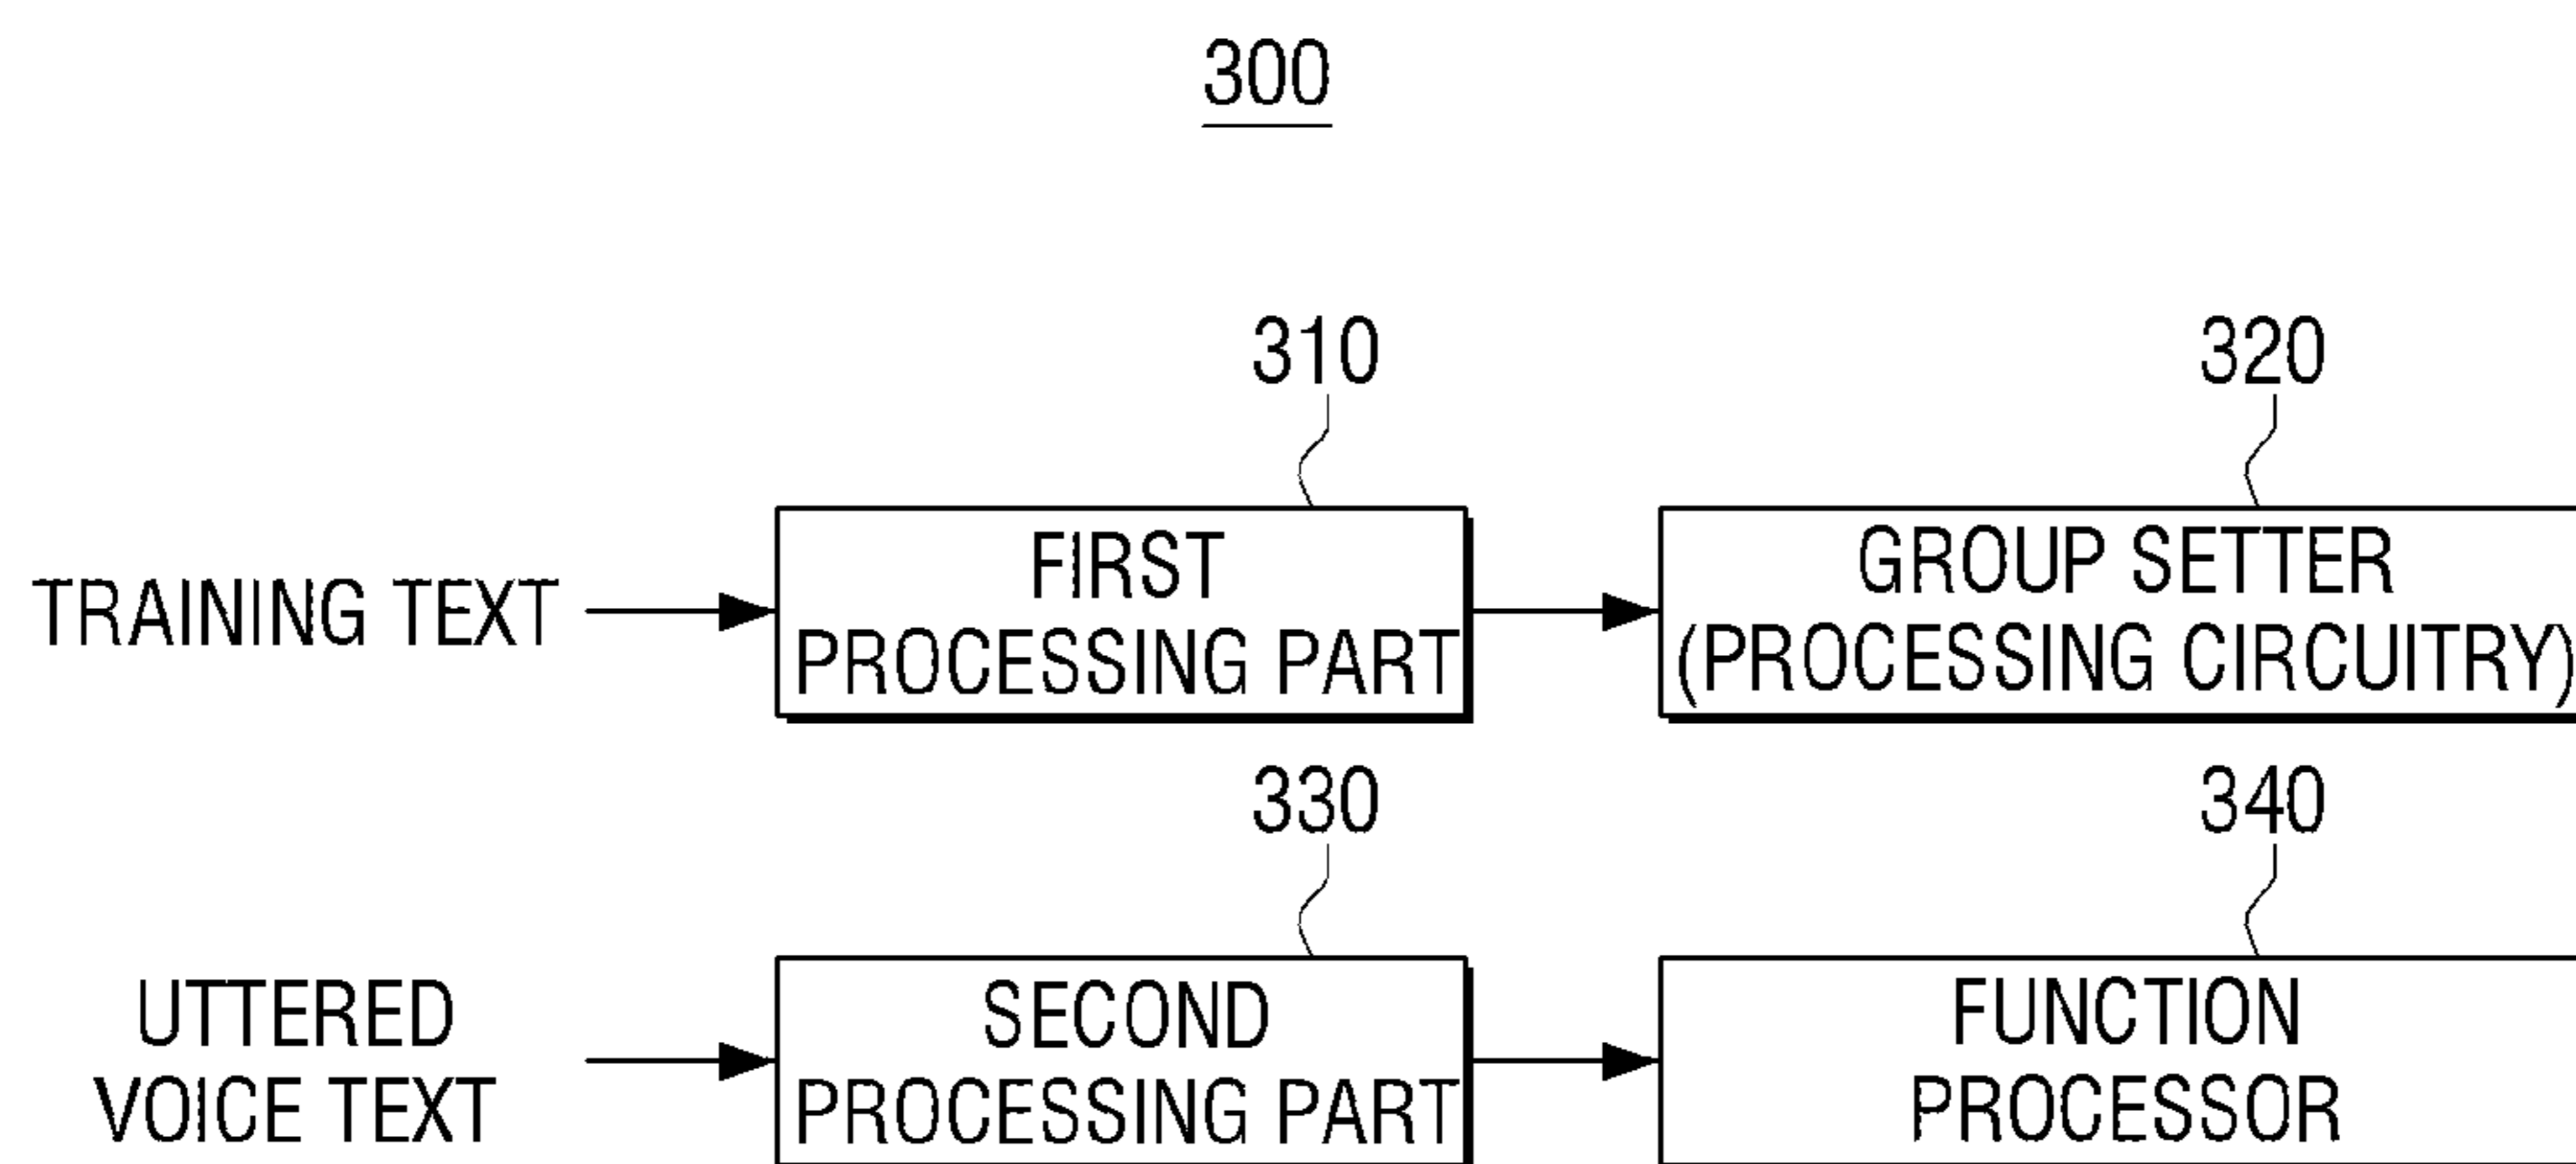 300
310
320
TRAINING TEXT
FIRST
PROCESSING PART
GROUP SETTER
(PROCESSING CIRCUITRY)
330
340
UTTERED
VOICE TEXT
SECOND
PROCESSING PART
FUNCTION
PROCESSOR